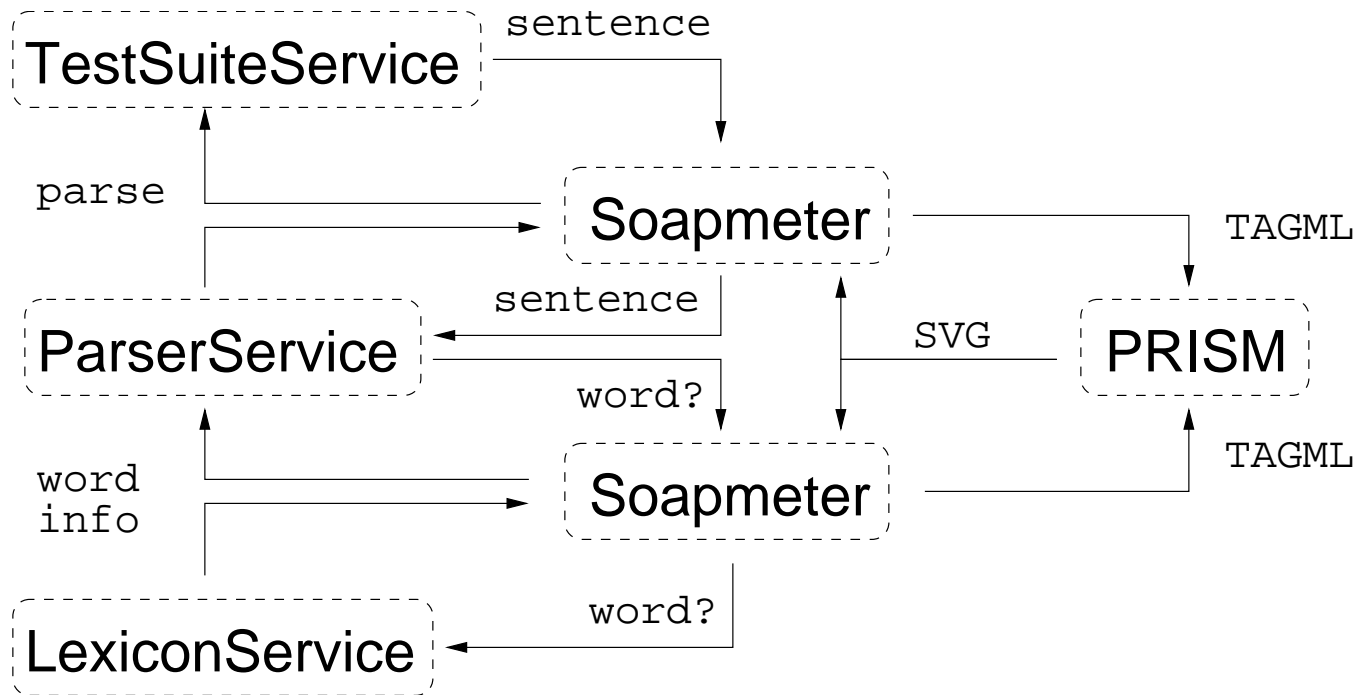 sentence
TestSuiteService
parse
Soapmeter
TAGML
sentence
SVG
ParserService
PRISM
word?
TAGML
word
info
Soapmeter
word?
LexiconService